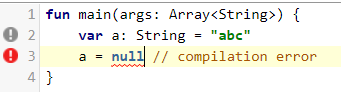 1 fun main(args: Array<String>) {
2     var a: String = "abc"
3     a = null // compilation error
4 }